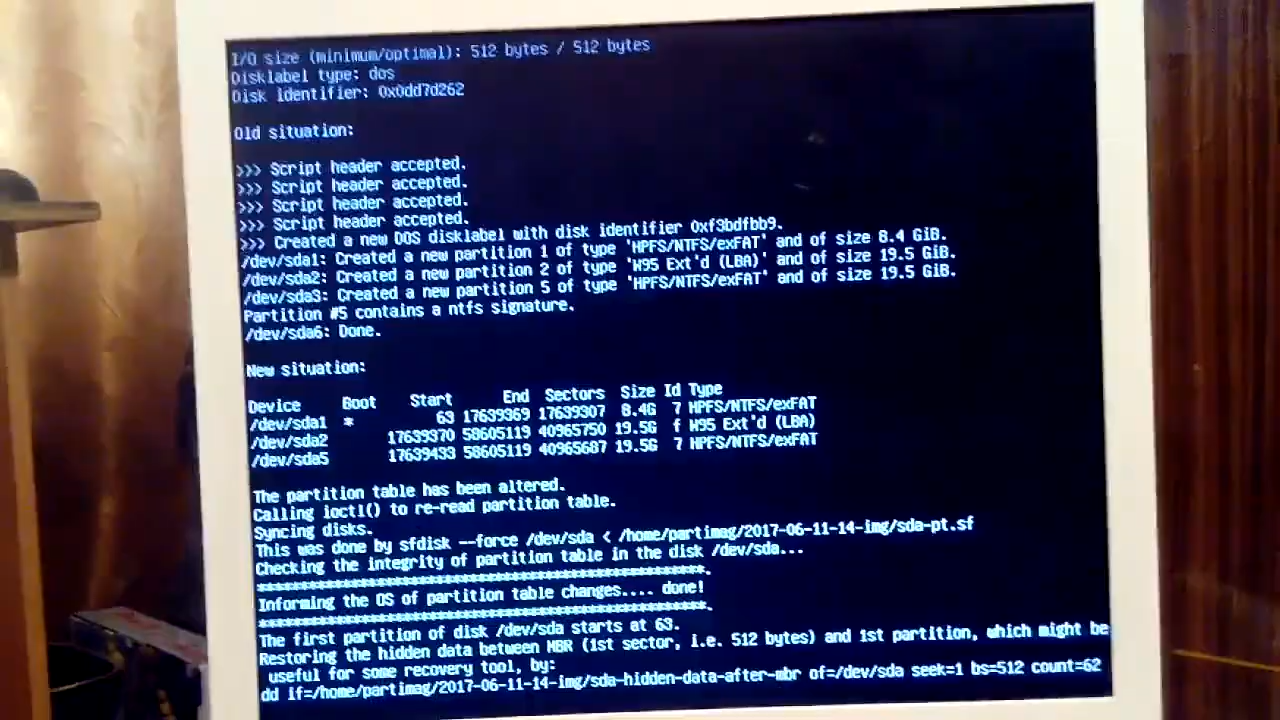 I/O size (minimum/optimal): 512 bytes / 512 bytes
Disklabel type: dos
Disk identifier: 0x0dd7d262
Old situation:
>>> Script header accepted.
>>> Script header accepted.
>>> Script header accepted.
>>> Script header accepted.
>>> Created a new DOS disklabel with disk identifier 0xf3bdfbb9.
/dev/sda1: Created a new partition 1 of type 'HPFS/NTFS/exFAT' and of size 8.4 GiB.
/dev/sda2: Created a new partition 2 of type 'W95 Ext'd (LBA)' and of size 19.5 GiB.
/dev/sda3: Created a new partition 5 of type 'HPFS/NTFS/exFAT' and of size 19.5 GiB.
Partition #5 contains a ntfs signature.
/dev/sda6: Done.
New situation:
Device Boot Start End Sectors Size Id Type
/dev/sda1 * 63 17639369 17639307 8.4G 7 HPFS/NTFS/exFAT
/dev/sda2 17639370 58605119 40965750 19.5G f W95 Ext'd (LBA)
/dev/sda5 17639433 58605119 40965687 19.5G 7 HPFS/NTFS/exFAT
The partition table has been altered.
Calling ioctl() to re-read partition table.
Syncing disks.
This was done by sfdisk --force /dev/sda < /home/partimag/2017-06-11-14-img/sda-pt.sf
Checking the integrity of partition table in the disk /dev/sda...
*****************************************************.
Informing the OS of partition table changes.... done!
*****************************************************.
The first partition of disk /dev/sda starts at 63.
Restoring the hidden data between MBR (1st sector, i.e. 512 bytes) and 1st partition, which might be
useful for some recovery tool, by:
dd if=/home/partimag/2017-06-11-14-img/sda-hidden-data-after-mbr of=/dev/sda seek=1 bs=512 count=62